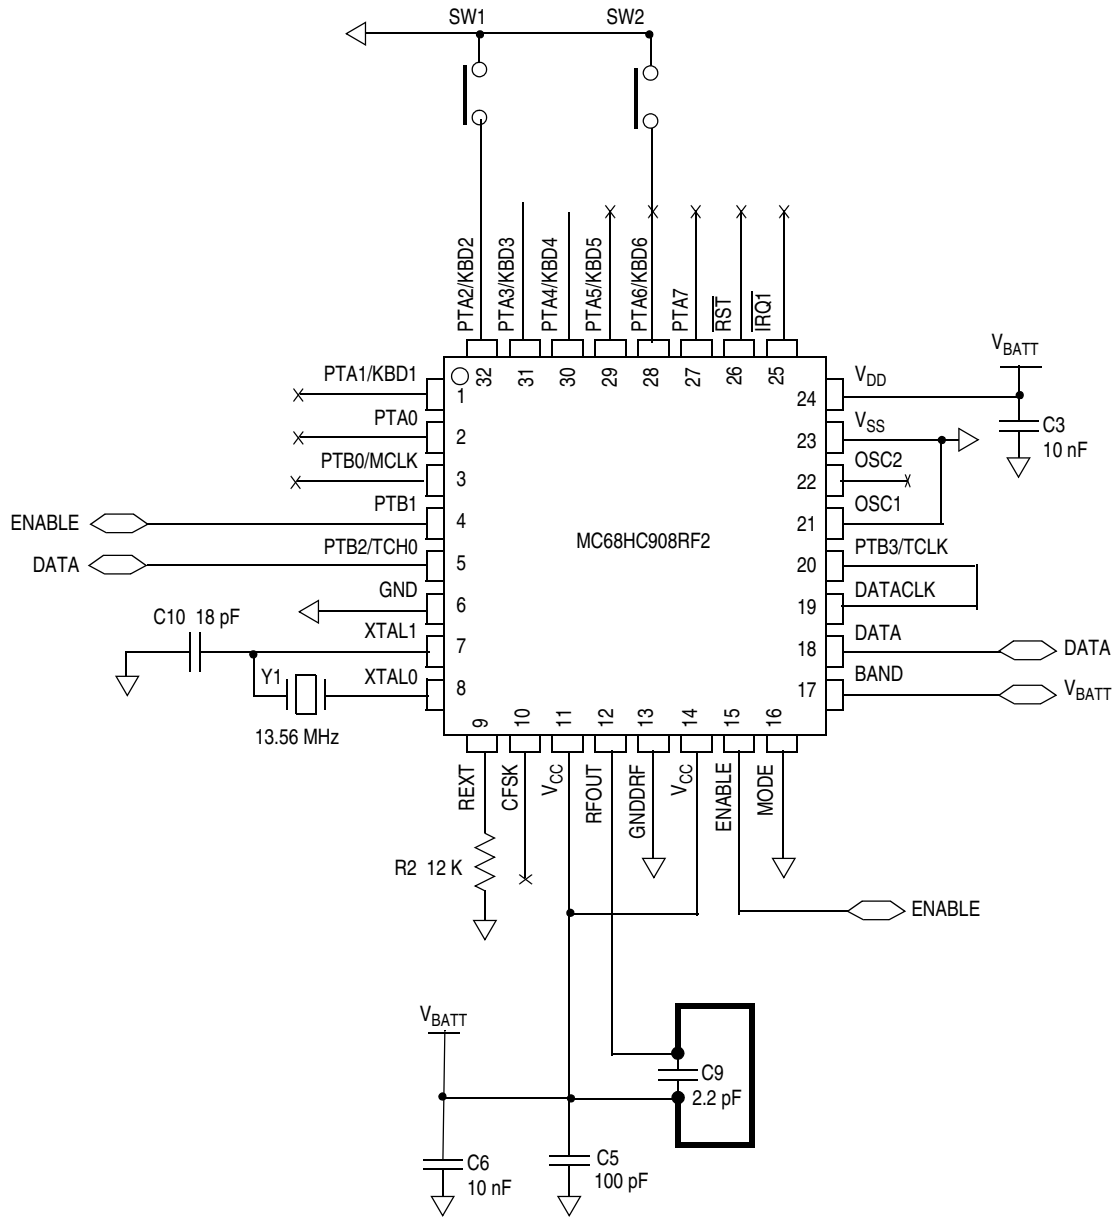 SW1
SW2
PTA2/KBD2
PTA3/KBD3
PTA4/KBD4
PTA5/KBD5
PTA6/KBD6
PTA7
RST
IRQ1
32
31
30
29
28
27
26
25
PTA1/KBD1
1
PTA0
2
PTB0/MCLK
3
ENABLE
PTB1
4
DATA
PTB2/TCH0
5
GND
6
C10 18 pF
XTAL1
7
Y1
XTAL0
8
13.56 MHz
MC68HC908RF2
VBATT
VDD
24
C3
10 nF
VSS
23
OSC2
22
OSC1
21
PTB3/TCLK
20
DATACLK
19
DATA
18
DATA
BAND
17
VBATT
9
10
11
12
13
14
15
16
REXT
CFSK
VCC
RFOUT
GNDDRF
VCC
ENABLE
MODE
R2 12 K
ENABLE
VBATT
C9
2.2 pF
C6
10 nF
C5
100 pF